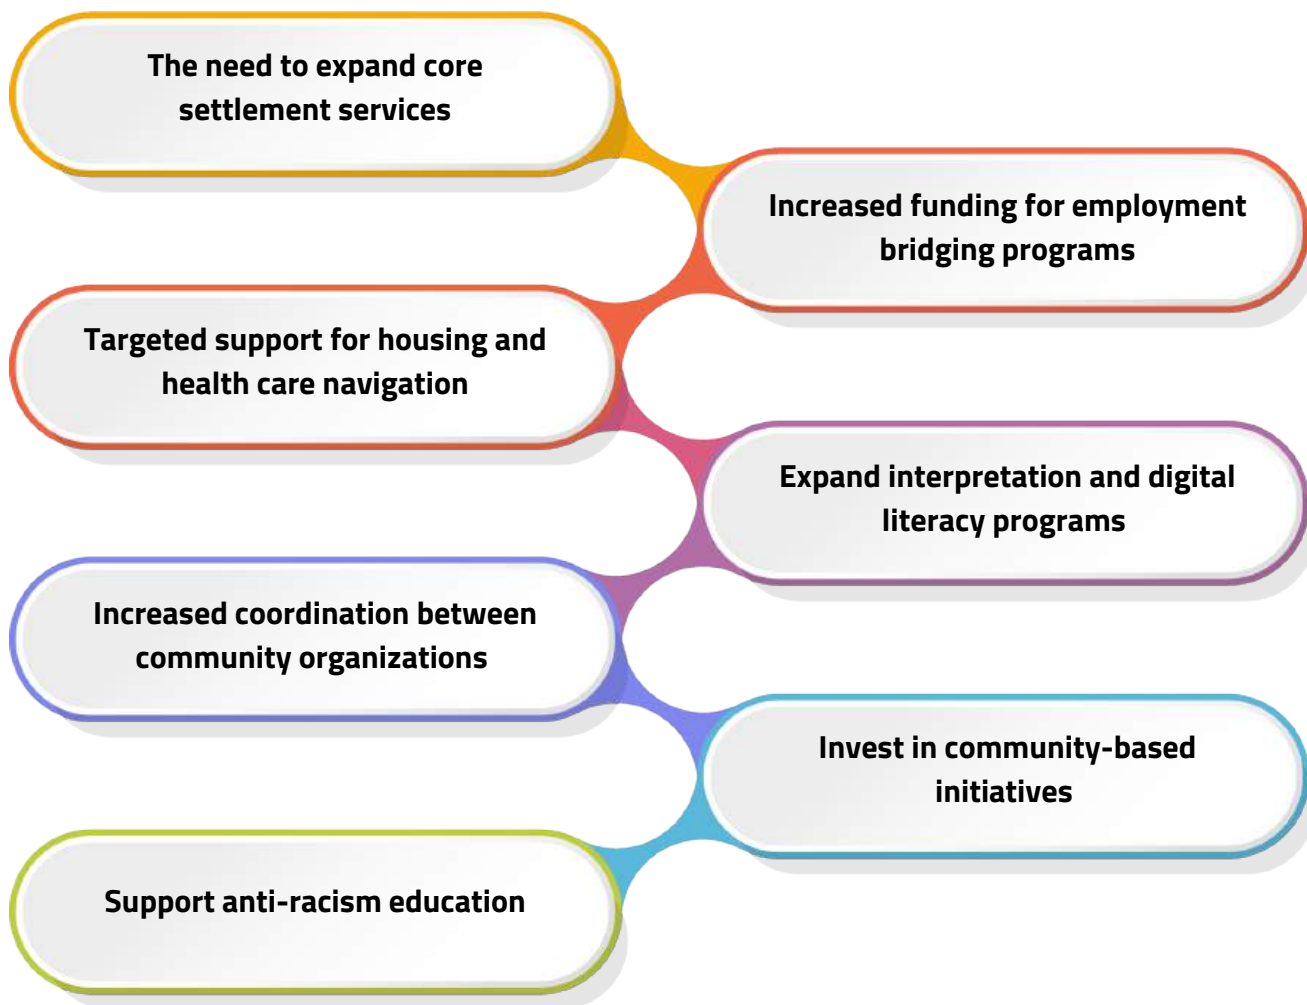 The need to expand core
settlement services
Increased funding for employment
bridging programs
Targeted support for housing and
health care navigation
Expand interpretation and digital
literacy programs
Increased coordination between
community organizations
Invest in community-based
initiatives
Support anti-racism education